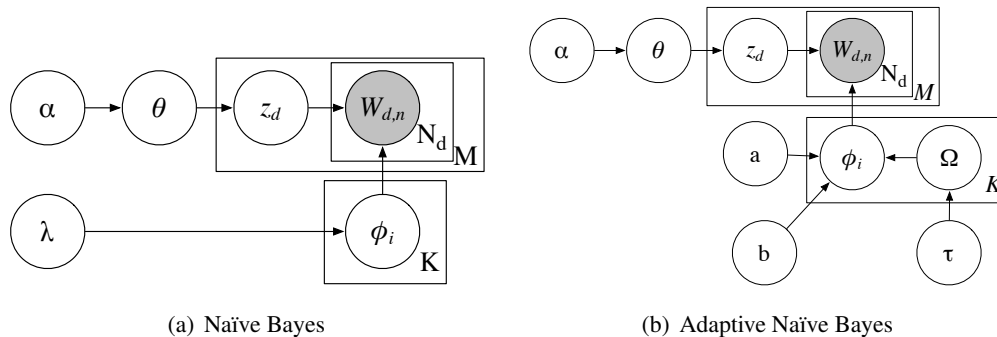 α θ z_d W_{d,n}
N_d
M
λ ϕ_i
K
(a) Naïve Bayes
α θ z_d W_{d,n}
N_d
M
a ϕ_i Ω
K
b τ
(b) Adaptive Naïve Bayes